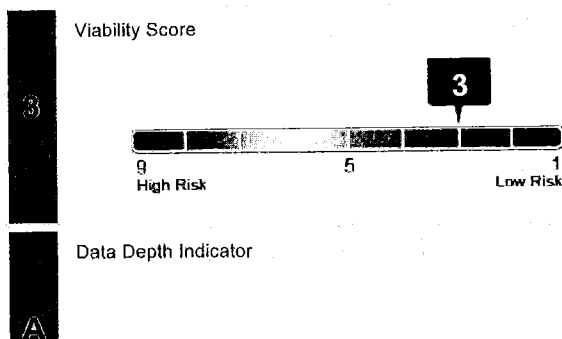 Viability Score
3
3
9 5 1
High Risk Low Risk
Data Depth Indicator
A